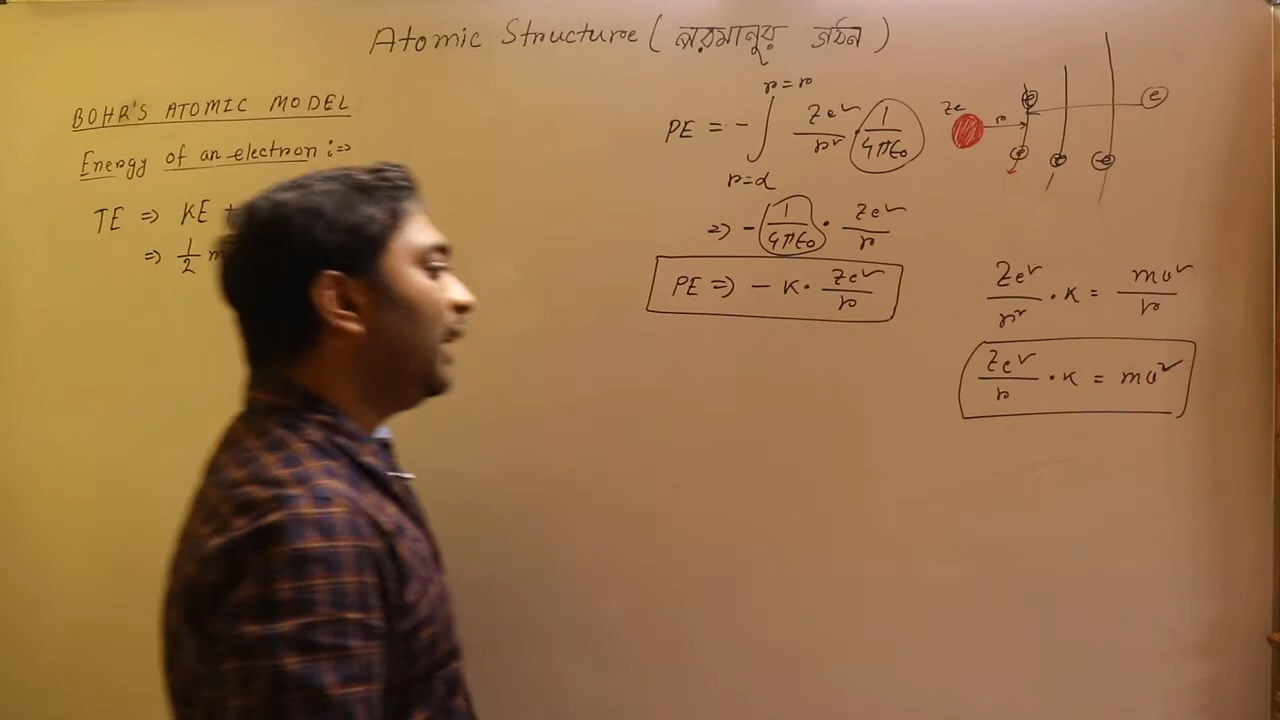 Atomic Structure (পরমানুর গঠন)
BOHR'S ATOMIC MODEL
Energy of an electron :⇒
TE ⇒ KE +
⇒ 1/2 m
r=r
PE = - ∫ Ze²/r² · 1/4πϵ₀
r=α
⇒ - 1/4πϵ₀ · Ze²/r
PE ⇒ - K · Ze²/r
Ze
r
e
Ze²/r² · K = mv²/r
Ze²/r · K = mv²